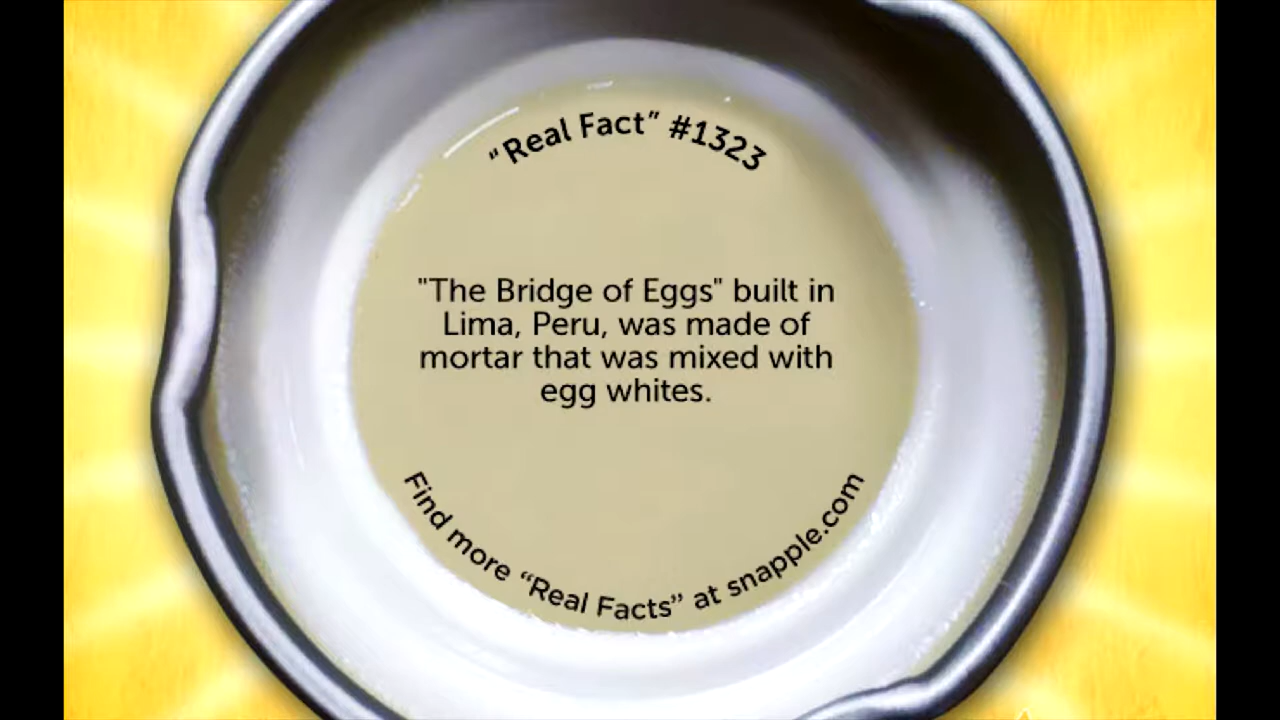 “Real Fact” #1323
"The Bridge of Eggs" built in
Lima, Peru, was made of
mortar that was mixed with
egg whites.
Find more “Real Facts” at snapple.com